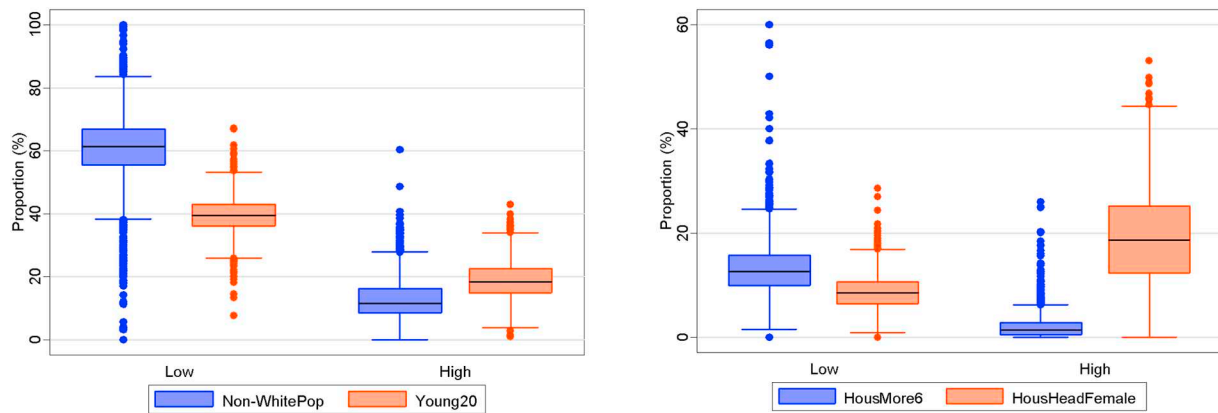 Proportion (%)
100
80
60
40
20
0
Low
High
Non-WhitePop
Young20
Proportion (%)
60
40
20
0
Low
High
HousMore6
HousHeadFemale